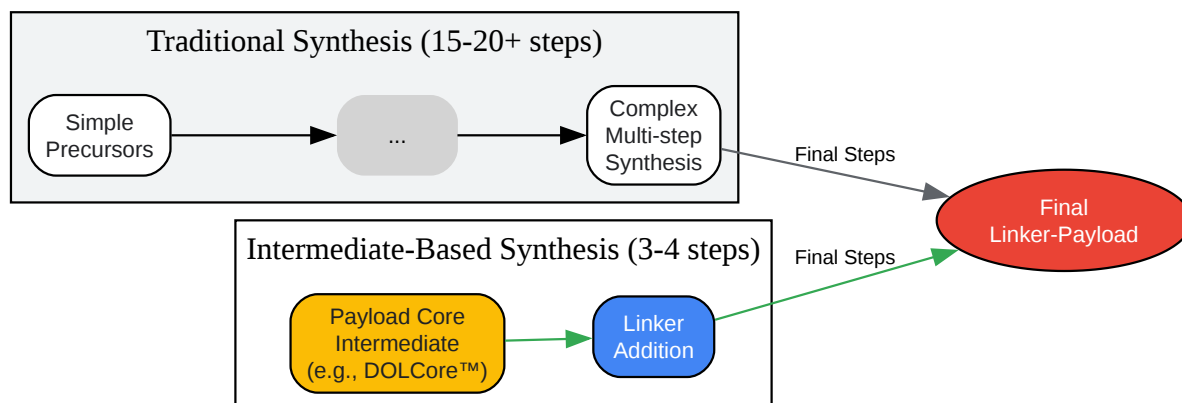 Traditional Synthesis (15-20+ steps)
Simple
Precursors
...
Complex
Multi-step
Synthesis
Final Steps
Final
Linker-Payload
Intermediate-Based Synthesis (3-4 steps)
Payload Core
Intermediate
(e.g., DOLCore™)
Linker
Addition
Final Steps